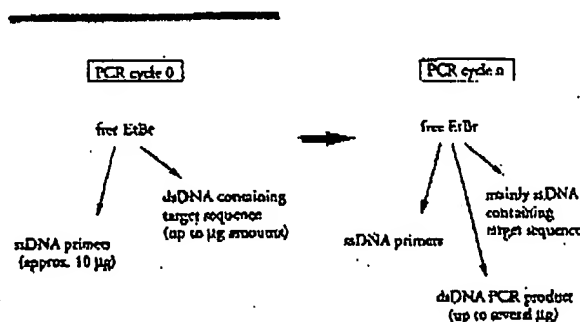 PCR cycle 0
free EtBr
dsDNA containing
target sequence
(up to µg amounts)
ssDNA primers
(approx. 10 µg)
PCR cycle n
free EtBr
mainly ssDNA
containing
target sequence
ssDNA primers
dsDNA PCR product
(up to several µg)